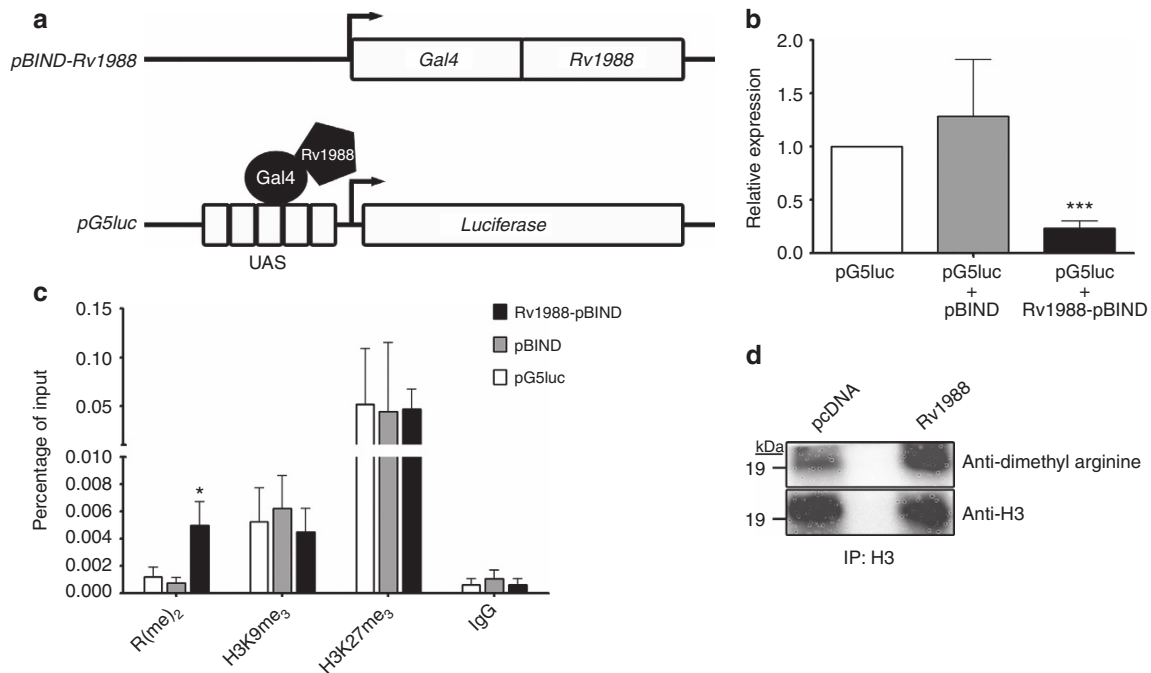 a
pBIND-Rv1988
Gal4
Rv1988
Gal4
Rv1988
pG5luc
Luciferase
UAS
b
Relative expression
2.0
1.5
1.0
0.5
0.0
***
pG5luc
pG5luc
+
pBIND
pG5luc
+
Rv1988-pBIND
c
Percentage of input
0.15
0.10
0.05
0.010
0.008
0.006
0.004
0.002
0.000
*
Rv1988-pBIND
pBIND
pG5luc
R(me)2
H3K9me3
H3K27me3
IgG
d
pcDNA
Rv1988
kDa
19
Anti-dimethyl arginine
19
Anti-H3
IP: H3